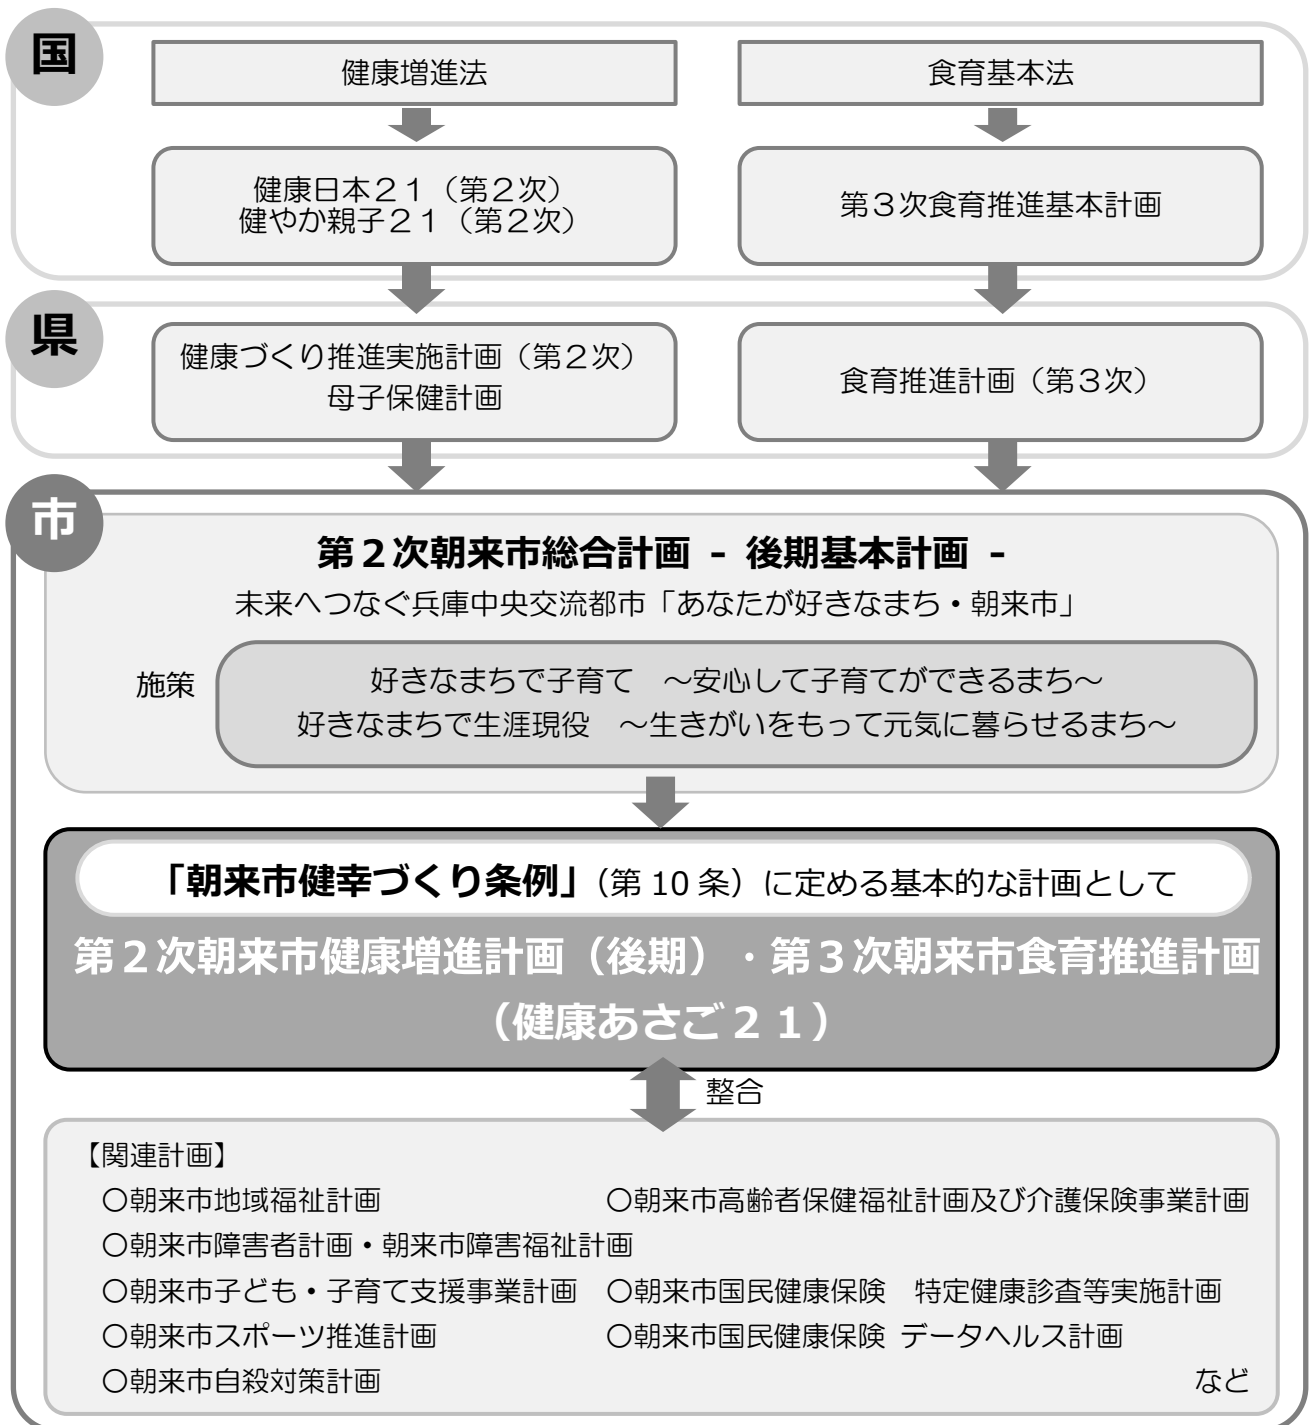 国
健康増進法
食育基本法
健康日本２１（第２次）
健やか親子２１（第２次）
第３次食育推進基本計画
県
健康づくり推進実施計画（第２次）
母子保健計画
食育推進計画（第３次）
市
第２次朝来市総合計画 - 後期基本計画 -
未来へつなぐ兵庫中央交流都市「あなたが好きなまち・朝来市」
施策
好きなまちで子育て　～安心して子育てができるまち～
好きなまちで生涯現役　～生きがいをもって元気に暮らせるまち～
「朝来市健幸づくり条例」（第 10 条）に定める基本的な計画として
第２次朝来市健康増進計画（後期）・第３次朝来市食育推進計画
（健康あさご２１）
整合
【関連計画】
○朝来市地域福祉計画　○朝来市高齢者保健福祉計画及び介護保険事業計画
○朝来市障害者計画・朝来市障害福祉計画
○朝来市子ども・子育て支援事業計画　○朝来市国民健康保険　特定健康診査等実施計画
○朝来市スポーツ推進計画　○朝来市国民健康保険 データヘルス計画
○朝来市自殺対策計画　など